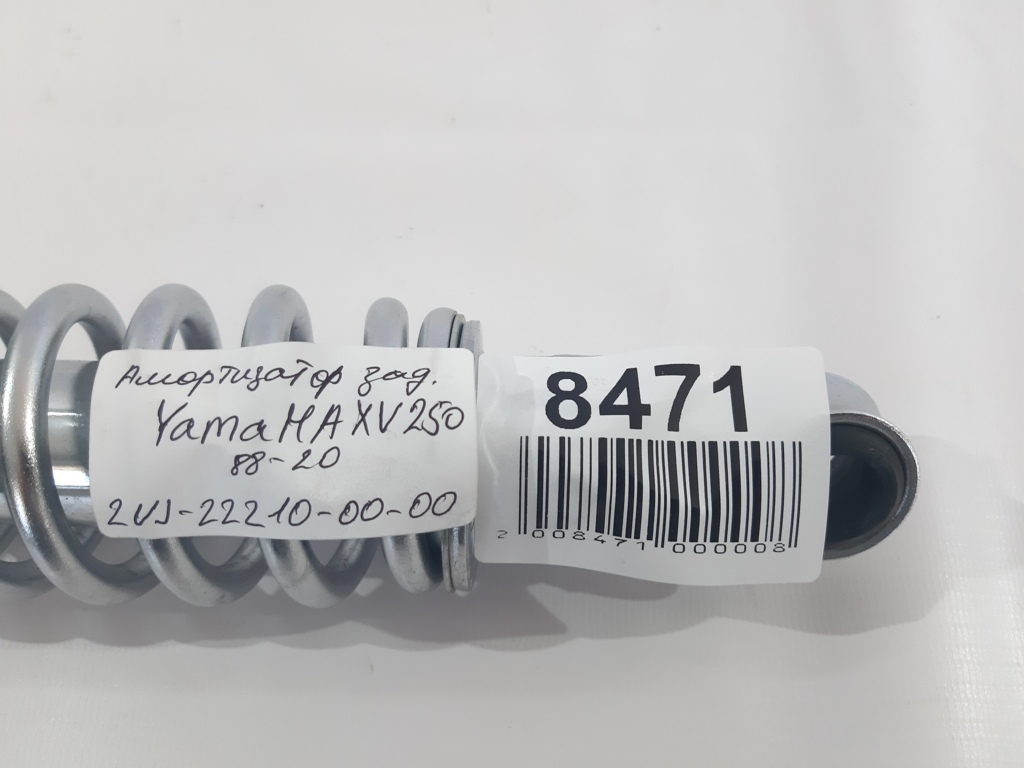 Амортизатор зад.
YamaHA XV250
88-20
2UJ-22210-00-00
8471
2 008471 000008